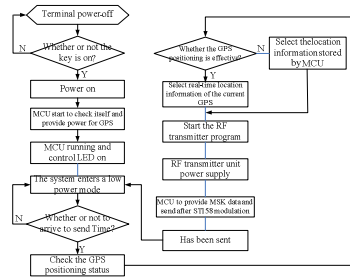 Terminal power-off
Whether or not the
key is on?
N
Y
Power on
MCU start to check itself and
provide power for GPS
MCU running and
control LED on
The system enters a low
power mode
Whether or not to
arrive to send Time?
N
Y
Check the GPS
positioning status
Whether the GPS
positioning is effective?
N
Y
Select thelocation
information stored
by MCU
Select real-time location
information of the current
GPS
Start the RF
transmitter program
RF transmitter unit
power supply
MCU to provide MSK data and
send after ST158 modulation
Has been sent